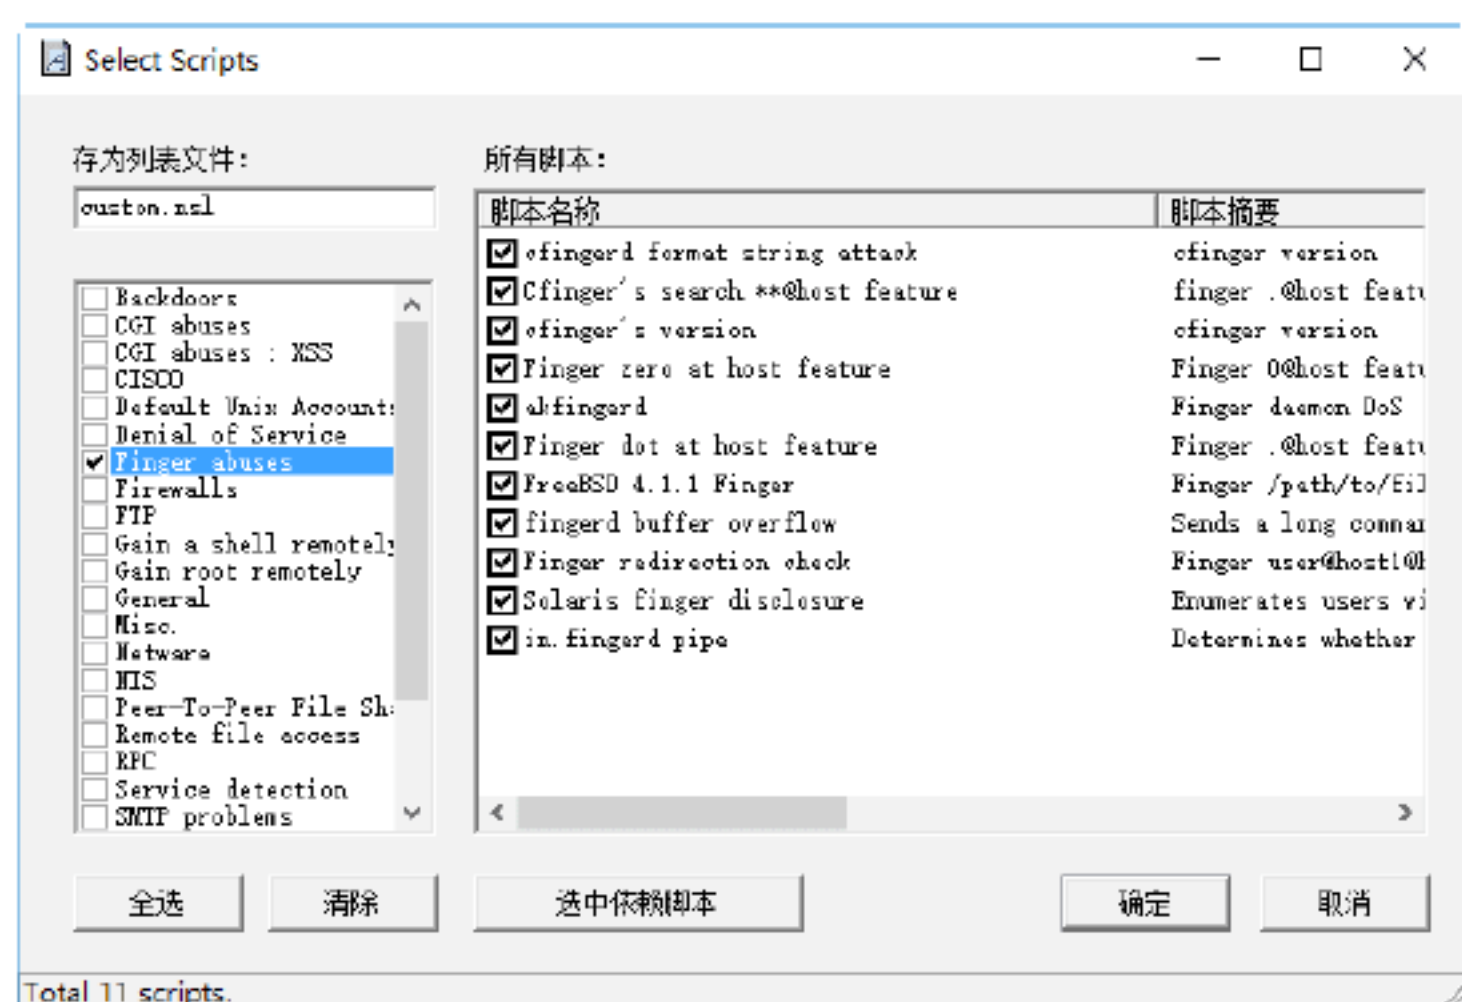 Select Scripts
存为列表文件：
所有脚本：
custom.nsl
脚本名称 脚本摘要
cfingerd format string attack cfinger version
Cfinger's search **@host feature finger .@host featu
cfinger's version cfinger version
Finger zero at host feature Finger 0@host featu
akfingerd Finger daemon DoS
Finger dot at host feature Finger .@host featu
FreeBSD 4.1.1 Finger Finger /path/to/fil
fingerd buffer overflow Sends a long comman
Finger redirection check Finger user@host1@h
Solaris finger disclosure Enumerates users wi
in.fingerd pipe Determines whether
Backdoors
CGI abuses
CGI abuses : XSS
CISCO
Default Unix Accounts
Denial of Service
Finger abuses
Firewalls
FTP
Gain a shell remotely
Gain root remotely
General
Misc.
Netware
NIS
Peer-To-Peer File Sha
Remote file access
RPC
Service detection
SMTP problems
全选 清除 选中依赖脚本 确定 取消
Total 11 scripts.